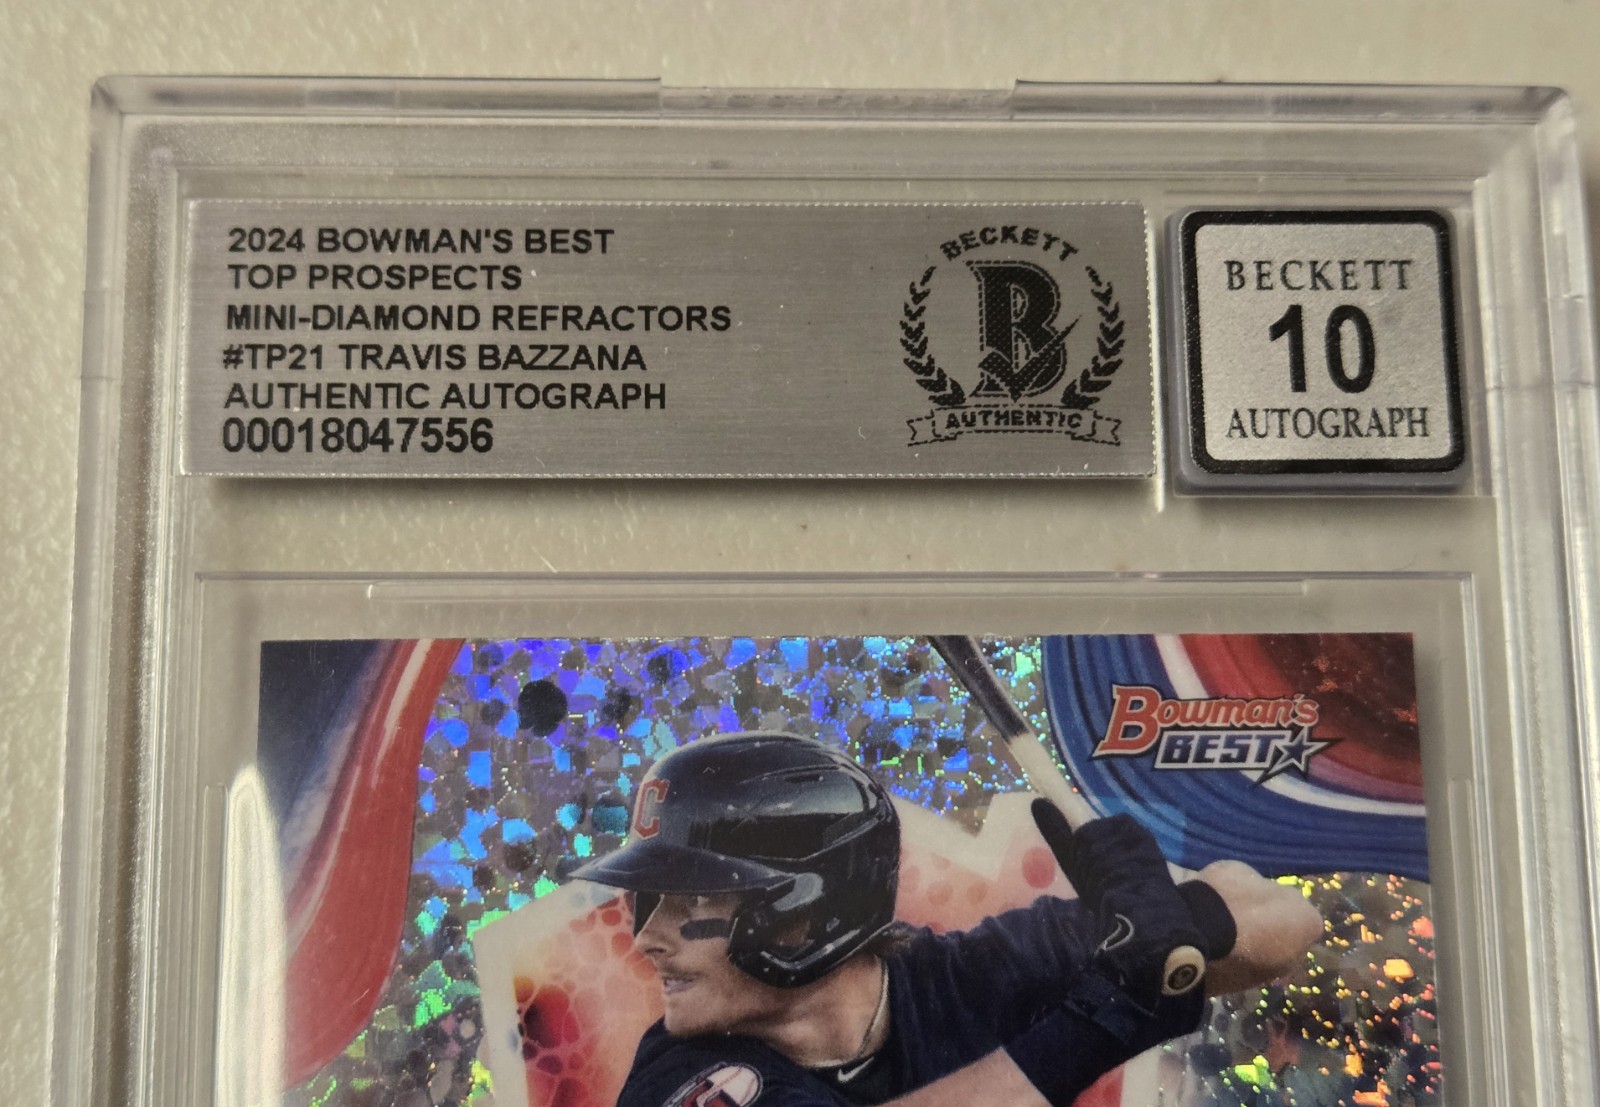 2024 BOWMAN'S BEST
TOP PROSPECTS
MINI-DIAMOND REFRACTORS
#TP21 TRAVIS BAZZANA
AUTHENTIC AUTOGRAPH
00018047556
BECKETT
B
AUTHENTIC
BECKETT
10
AUTOGRAPH
Bowman's
BEST
C